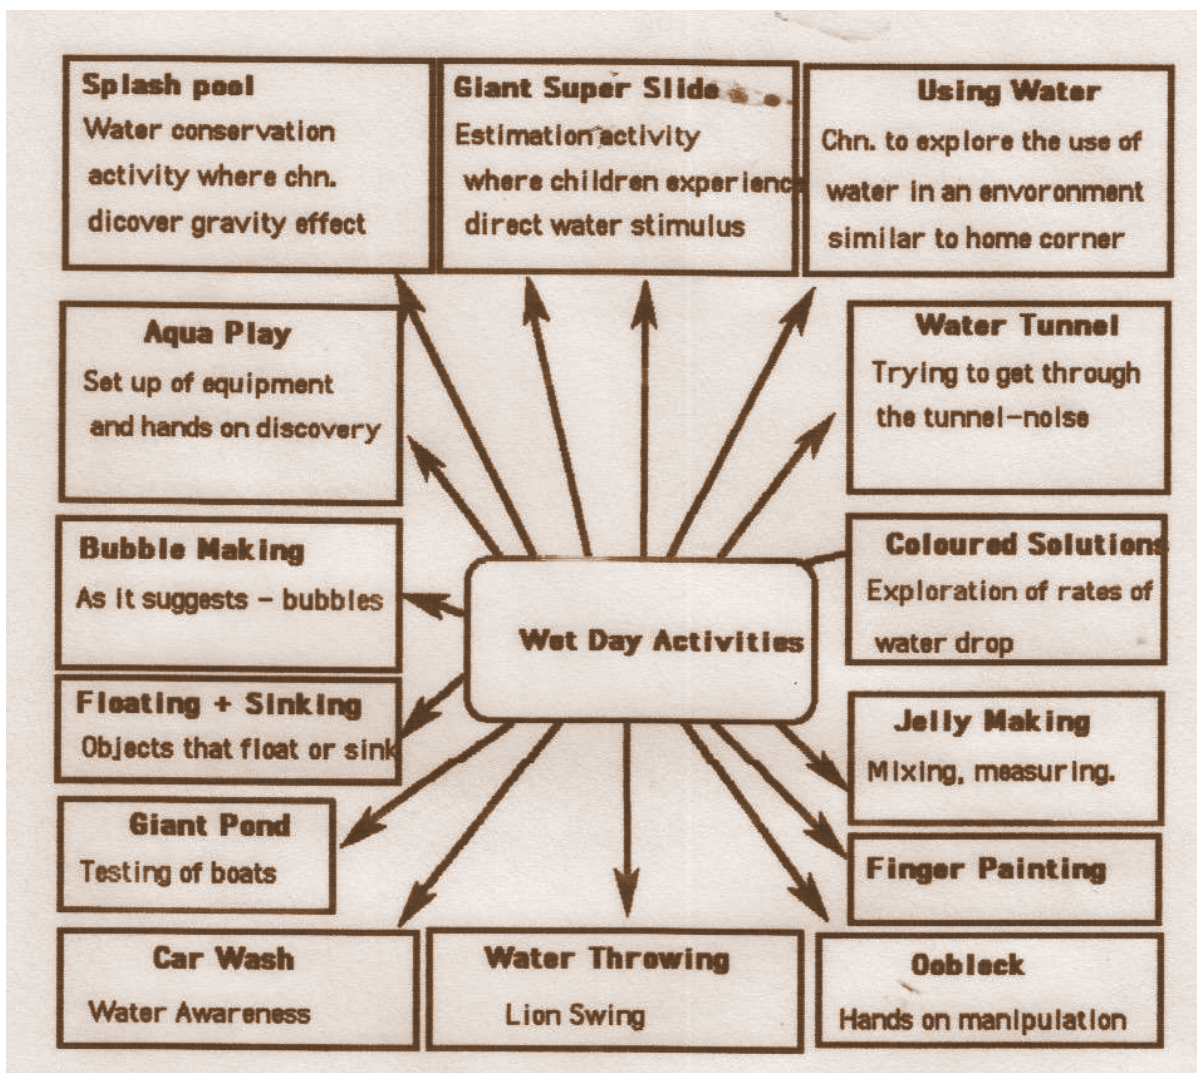 Splash pool
Water conservation
activity where chn.
dicover gravity effect
Giant Super Slide
Estimation activity
where children experience
direct water stimulus
Using Water
Chn. to explore the use of
water in an envoronment
similar to home corner
Aqua Play
Set up of equipment
and hands on discovery
Water Tunnel
Trying to get through
the tunnel-noise
Bubble Making
As it suggests - bubbles
Coloured Solutions
Exploration of rates of
water drop
Wet Day Activities
Floating + Sinking
Objects that float or sink
Jelly Making
Mixing, measuring.
Giant Pond
Testing of boats
Finger Painting
Car Wash
Water Awareness
Water Throwing
Lion Swing
Oobleck
Hands on manipulation